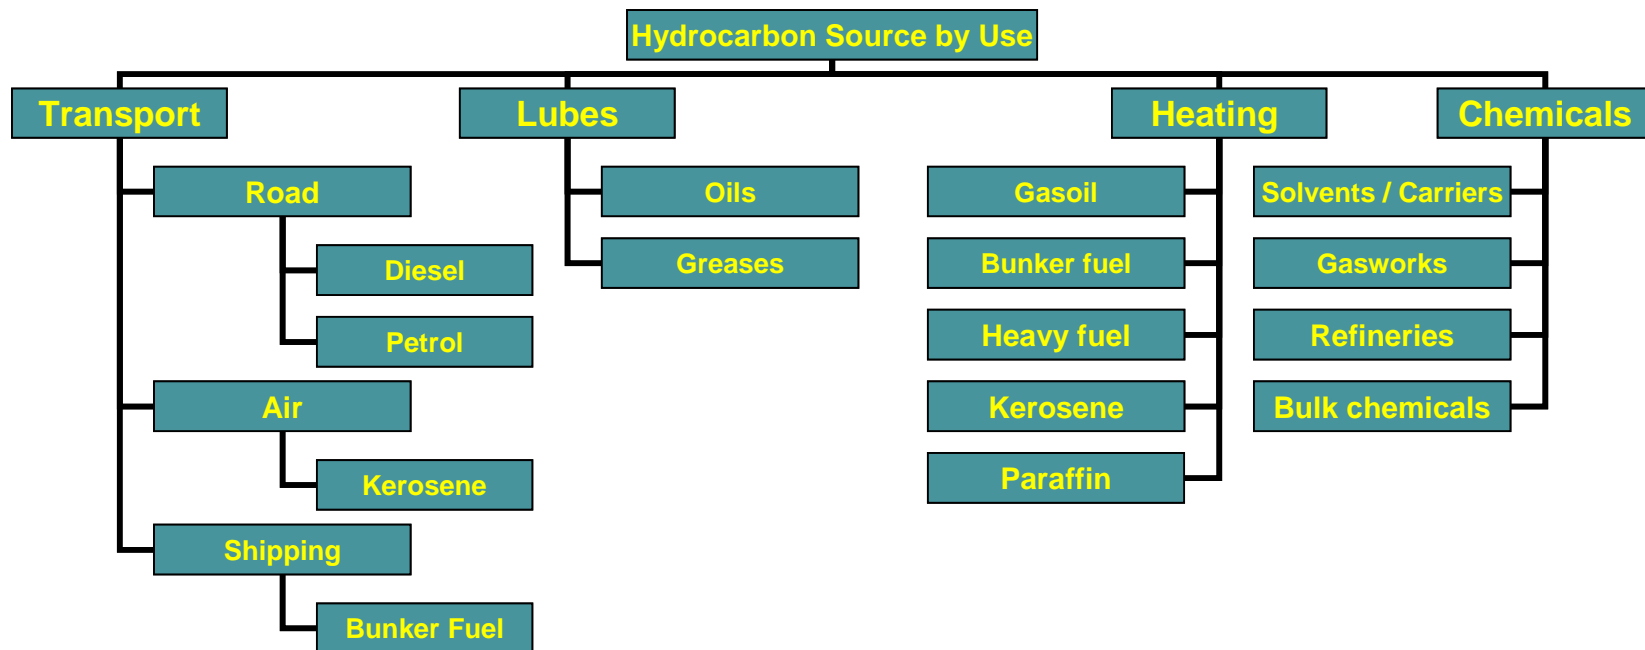 Hydrocarbon Source by Use
Transport
Lubes
Heating
Chemicals
Road
Diesel
Petrol
Air
Kerosene
Shipping
Bunker Fuel
Oils
Greases
Gasoil
Bunker fuel
Heavy fuel
Kerosene
Paraffin
Solvents / Carriers
Gasworks
Refineries
Bulk chemicals